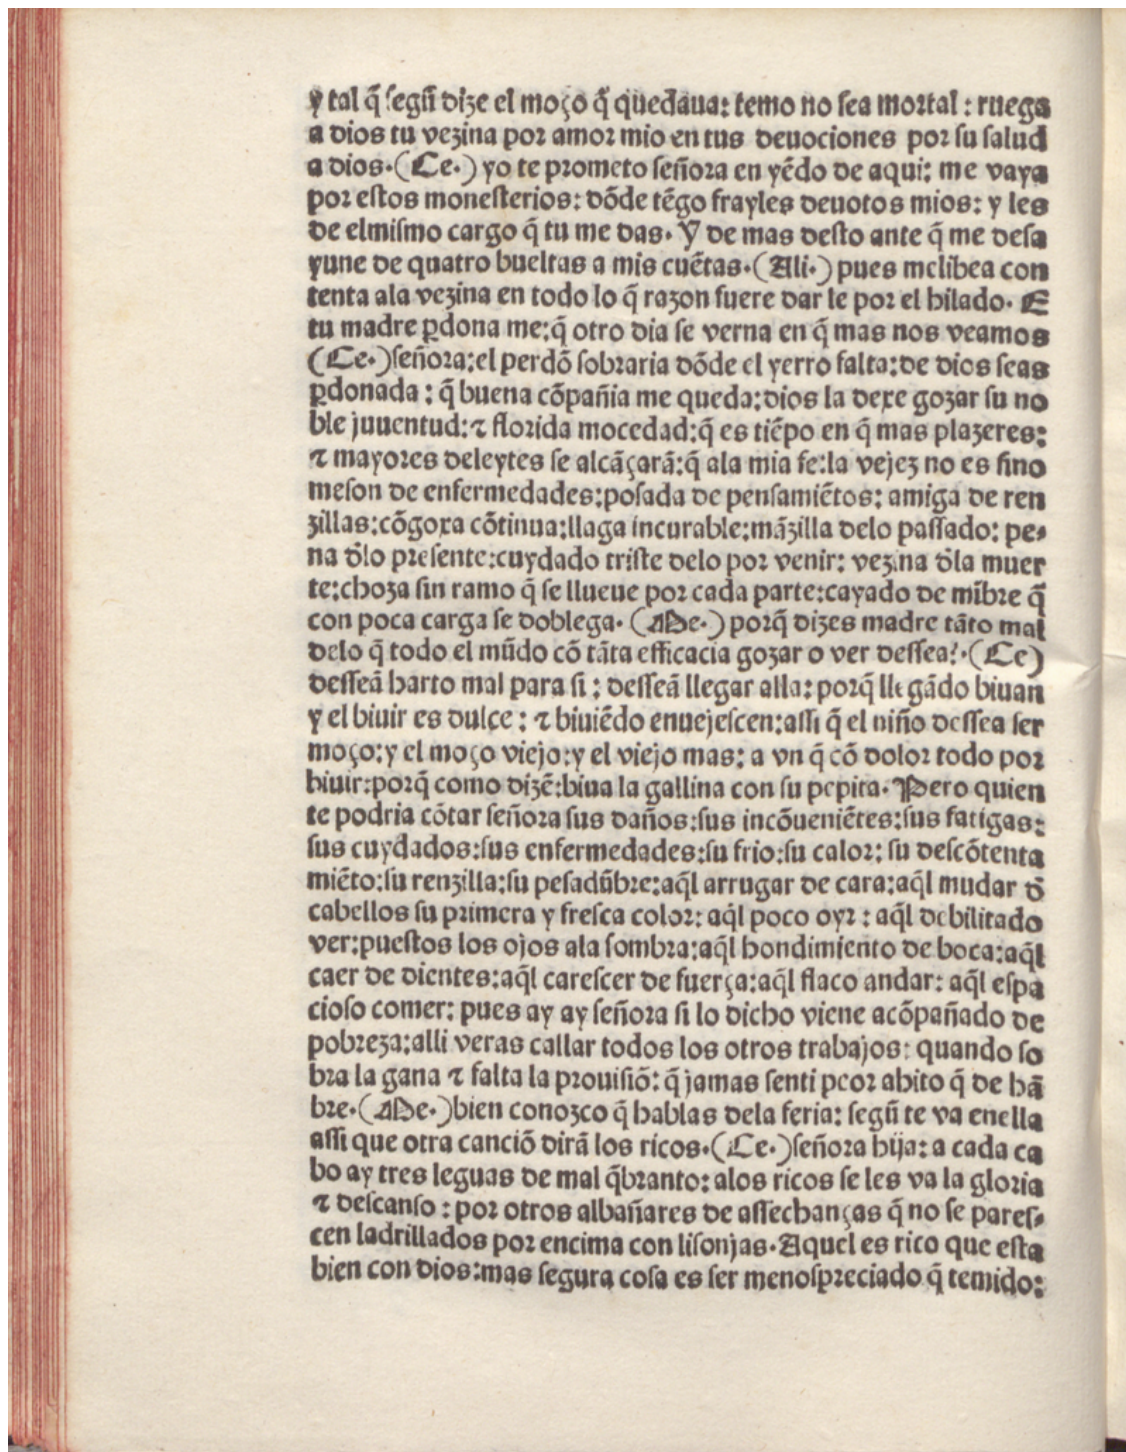 y tal q̃ segũ dize el moço q̃ quedaua: temo no sea mortal: ruega
a dios tu vezina por amor mio en tus deuociones por su salud
a dios.(Ce.) yo te prometo señora en yẽdo de aqui: me vaya
por estos monesterios: dõde tẽgo frayles deuotos mios: y les
de elmismo cargo q̃ tu me das. Y de mas desto ante q̃ me desa
yune de quatro bueltas a mis cuẽtas.(Ali.) pues melibea con
tenta ala vezina en todo lo q̃ razon fuere dar le por el hilado. E
tu madre ꝑdona me:q̃ otro dia se verna en q̃ mas nos veamos
(Ce.)señora:el perdõ sobraria dõde el yerro falta:de dios seas
ꝑdonada: q̃ buena cõpañia me queda:dios la dexe gozar su no
ble juuentud:⁊ florida mocedad:q̃ es tiẽpo en q̃ mas plazeres:
⁊ mayores deleytes se alcãçarã:q̃ ala mia fe:la vejez no es sino
meson de enfermedades:posada de pensamiẽtos: amiga de ren
zillas:cõgoxa cõtinua:llaga incurable:mãzilla delo passado: pe-
na d̃lo presente:cuydado triste delo por venir: vezina d̃la muer
te:choza sin ramo q̃ se llueue por cada parte:cayado de mĩbre q̃
con poca carga se doblega. (Me.) porq̃ dizes madre tãto mal
delo q̃ todo el mũdo cõ tãta efficacia gozar o ver dessea?.(Ce)
desseã harto mal para si: desseã llegar alla: porq̃ llegãdo biuan
y el biuir es dulce: ⁊ biuiẽdo enuejescen:assi q̃ el niño dessea ser
moço:y el moço viejo:y el viejo mas: a vn q̃ cõ dolor todo por
biuir:porq̃ como dizẽ:biua la gallina con su pepita. Pero quien
te podria cõtar señora sus daños:sus incõueniẽtes:sus fatigas:
sus cuydados:sus enfermedades:su frio:su calor: su descõtenta
miẽto:su renzilla:su pesadũbre:aq̃l arrugar de cara:aq̃l mudar d̃
cabellos su primera y fresca color: aq̃l poco oyr: aq̃l debilitado
ver:puestos los ojos ala sombra:aq̃l hondimiento de boca:aq̃l
caer de dientes:aq̃l carescer de fuerça:aq̃l flaco andar: aq̃l espa
cioso comer: pues ay ay señora si lo dicho viene acõpañado de
pobreza:alli veras callar todos los otros trabajos: quando so
bra la gana ⁊ falta la prouisiõ: q̃ jamas senti peor ahito q̃ de hã
bre.(Me.)bien conozco q̃ hablas dela feria: segũ te va enella
assi que otra canciõ dirã los ricos.(Ce.)señora hija: a cada ca
bo ay tres leguas de mal q̃branto: alos ricos se les va la gloria
⁊ descanso: por otros albañares de assechanças q̃ no se pares-
cen ladrillados por encima con lisonjas. Aquel es rico que esta
bien con dios:mas segura cosa es ser menospreciado q̃ temido: